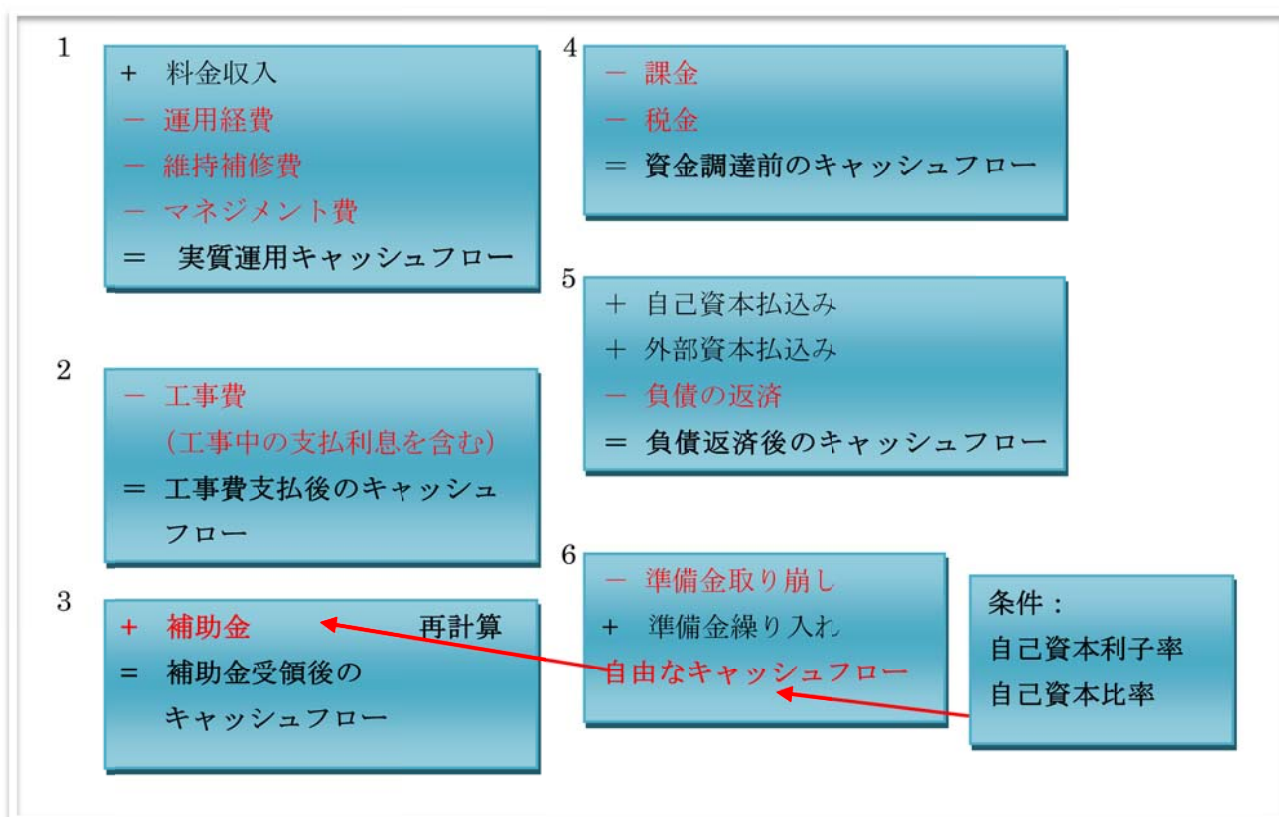 1
+ 料金収入
－ 運用経費
－ 維持補修費
－ マネジメント費
＝ 実質運用キャッシュフロー
2
－ 工事費
(工事中の支払利息を含む)
＝ 工事費支払後のキャッシュ
フロー
3
+ 補助金 再計算
＝ 補助金受領後の
キャッシュフロー
4
－ 課金
－ 税金
＝ 資金調達前のキャッシュフロー
5
＋ 自己資本払込み
＋ 外部資本払込み
－ 負債の返済
＝ 負債返済後のキャッシュフロー
6
－ 準備金取り崩し
+ 準備金繰り入れ
自由なキャッシュフロー
条件：
自己資本利子率
自己資本比率